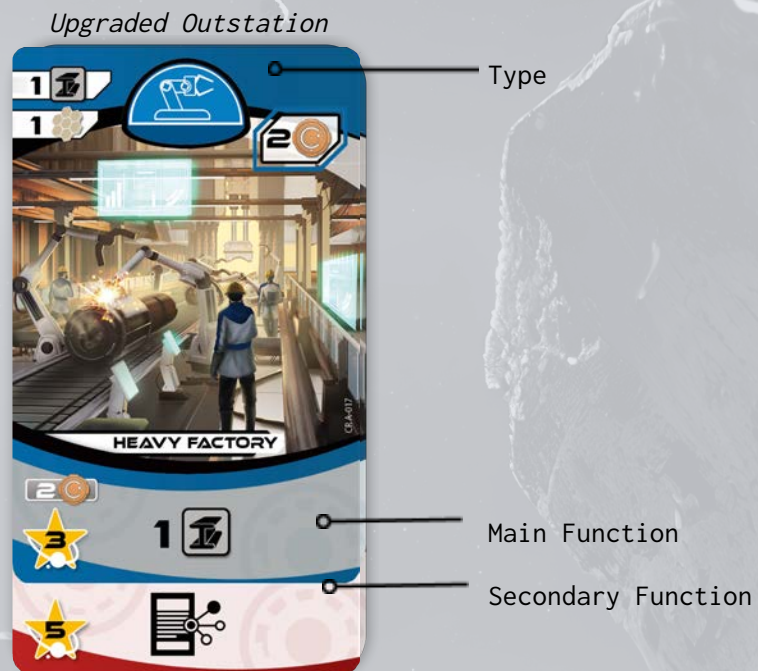 Upgraded Outstation
Type
1
1
2 C
HEAVY FACTORY
CRA-017
2 C
3
1
Main Function
Secondary Function
5